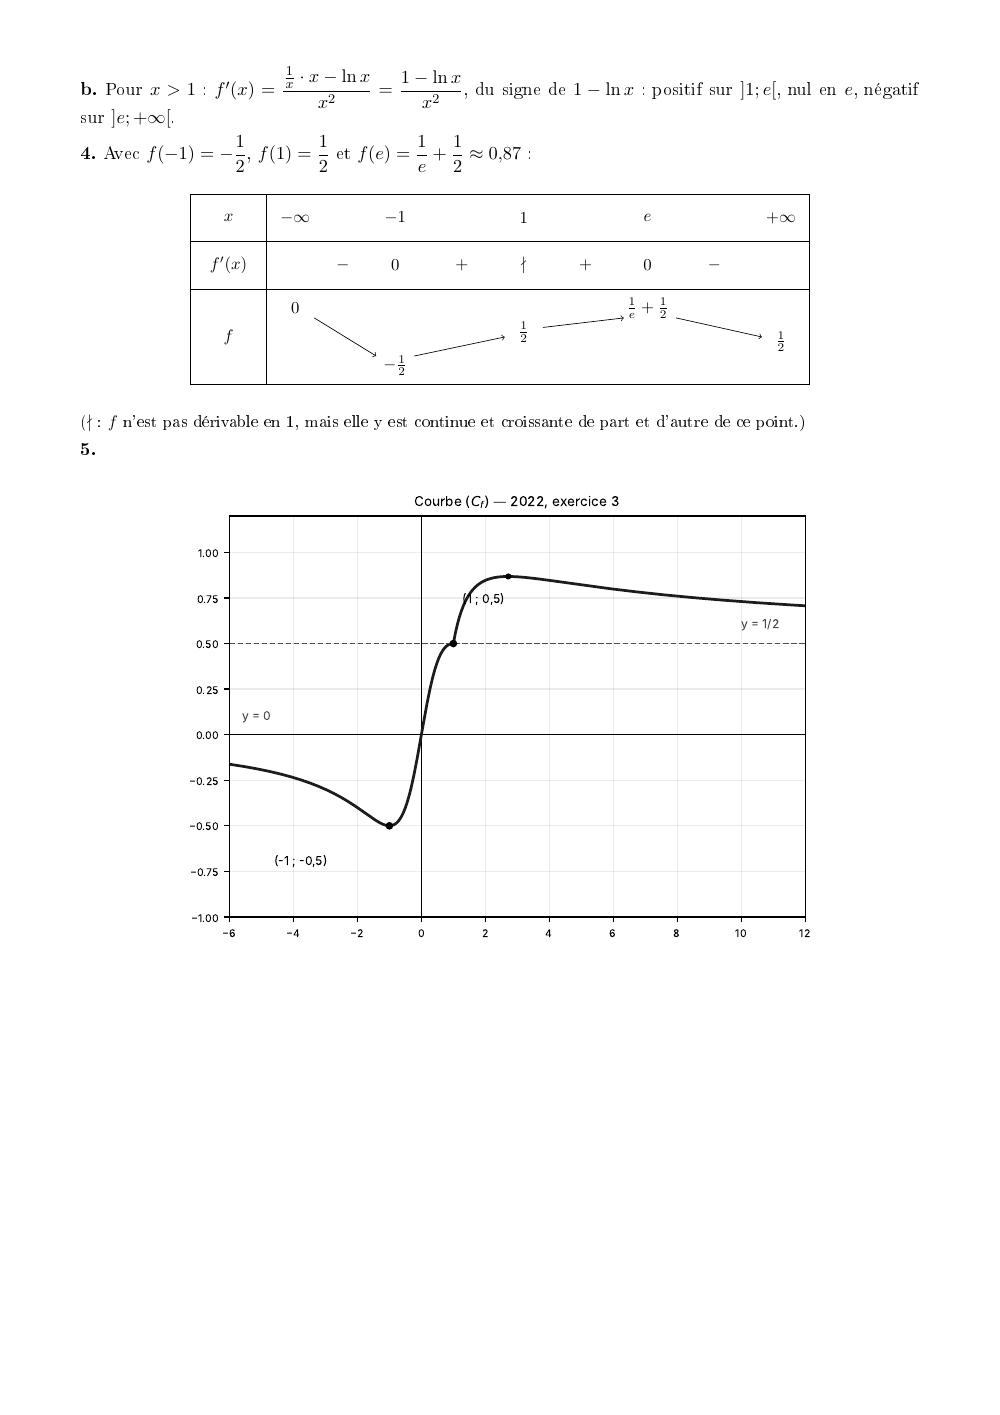 b. Pour x > 1 : f′(x) = (1/x · x − ln x)/x² = (1 − ln x)/x², du signe de 1 − ln x : positif sur ]1; e[, nul en e, négatif
sur ]e; +∞[.
4. Avec f(−1) = −1/2, f(1) = 1/2 et f(e) = 1/e + 1/2 ≈ 0,87 :
x −∞ −1 1 e +∞
f′(x) − 0 + ∤ + 0 −
f 0 −1/2 1/2 1/e + 1/2 1/2
(∤ : f n'est pas dérivable en 1, mais elle y est continue et croissante de part et d'autre de ce point.)
5.
Courbe (C_f) — 2022, exercice 3
1.00
0.75
(1 ; 0,5)
y = 1/2
0.50
0.25
y = 0
0.00
−0.25
−0.50
(-1 ; -0,5)
−0.75
−1.00
−6 −4 −2 0 2 4 6 8 10 12